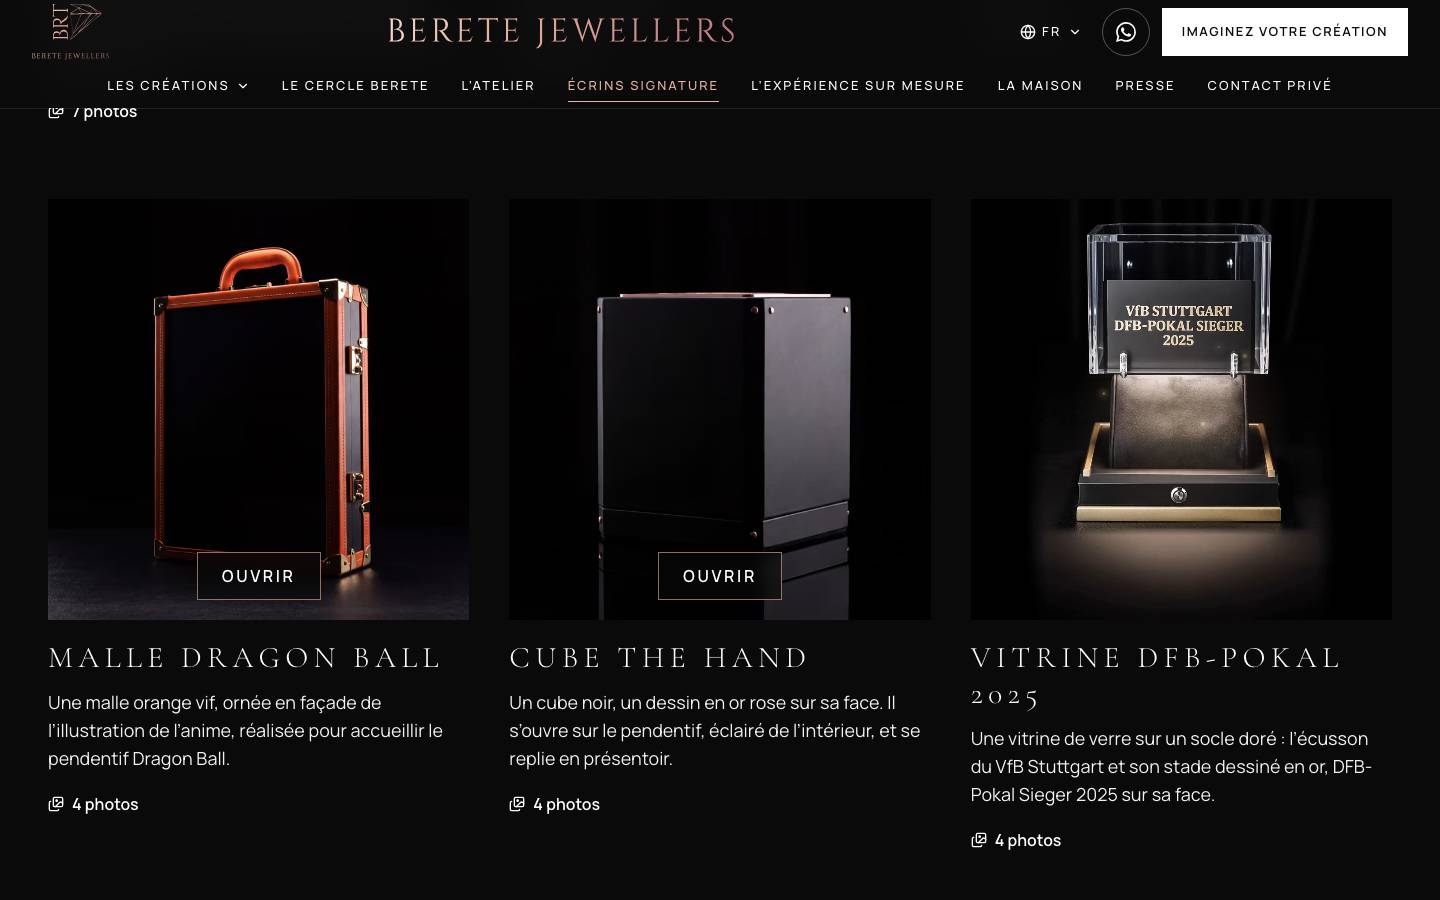 BRT
BERETE JEWELLERS
BERETE JEWELLERS
FR
IMAGINEZ VOTRE CRÉATION
LES CRÉATIONS
LE CERCLE BERETE
L’ATELIER
ÉCRINS SIGNATURE
L’EXPÉRIENCE SUR MESURE
LA MAISON
PRESSE
CONTACT PRIVÉ
7 photos
VfB STUTTGART
DFB-POKAL SIEGER
2025
OUVRIR
OUVRIR
MALLE DRAGON BALL
Une malle orange vif, ornée en façade de
l’illustration de l’anime, réalisée pour accueillir le
pendentif Dragon Ball.
4 photos
CUBE THE HAND
Un cube noir, un dessin en or rose sur sa face. Il
s’ouvre sur le pendentif, éclairé de l’intérieur, et se
replie en présentoir.
4 photos
VITRINE DFB-POKAL
2025
Une vitrine de verre sur un socle doré : l’écusson
du VfB Stuttgart et son stade dessiné en or, DFB-
Pokal Sieger 2025 sur sa face.
4 photos